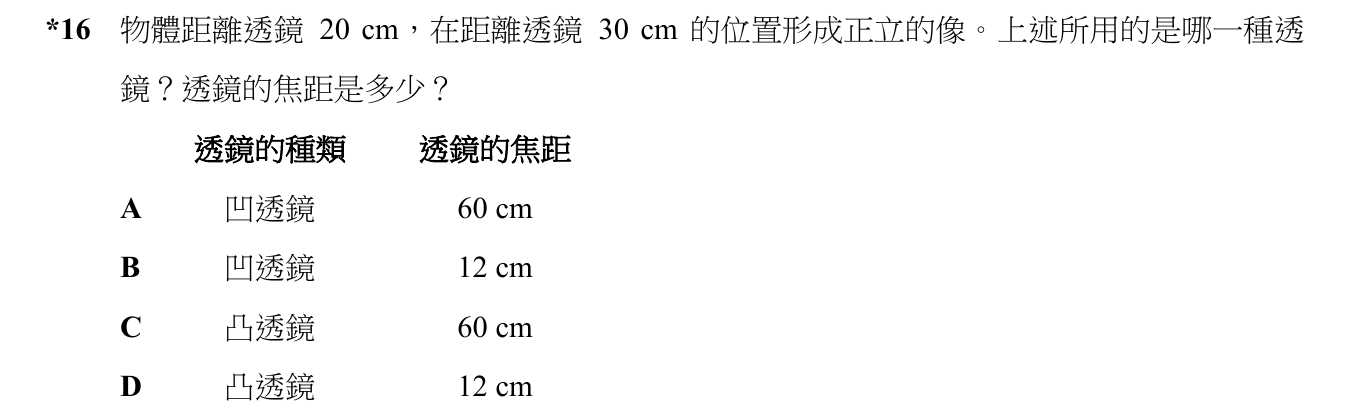 *16 物體距離透鏡 20 cm，在距離透鏡 30 cm 的位置形成正立的像。上述所用的是哪一種透
鏡？透鏡的焦距是多少？
透鏡的種類 透鏡的焦距
A 凹透鏡 60 cm
B 凹透鏡 12 cm
C 凸透鏡 60 cm
D 凸透鏡 12 cm